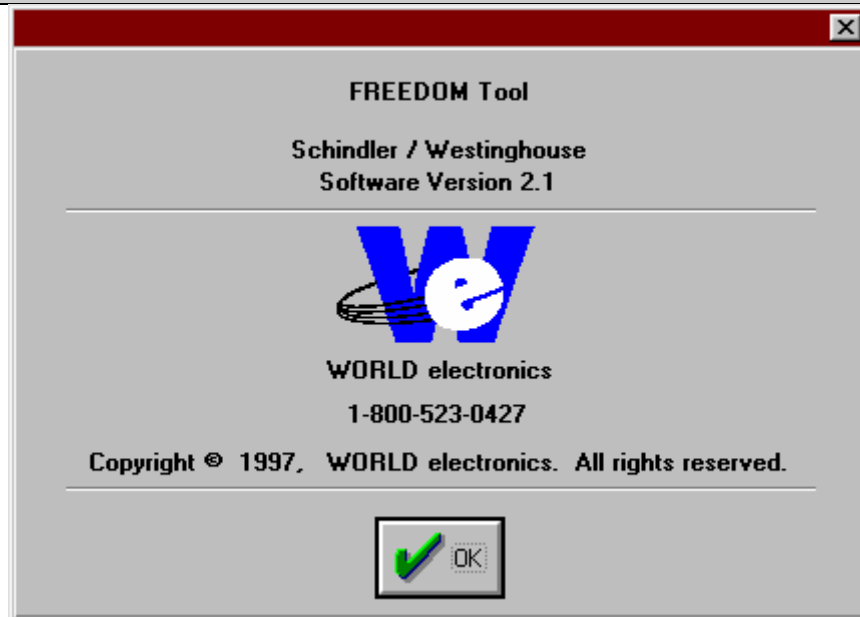 FREEDOM Tool
Schindler / Westinghouse
Software Version 2.1
We
WORLD electronics
1-800-523-0427
Copyright © 1997, WORLD electronics. All rights reserved.
OK